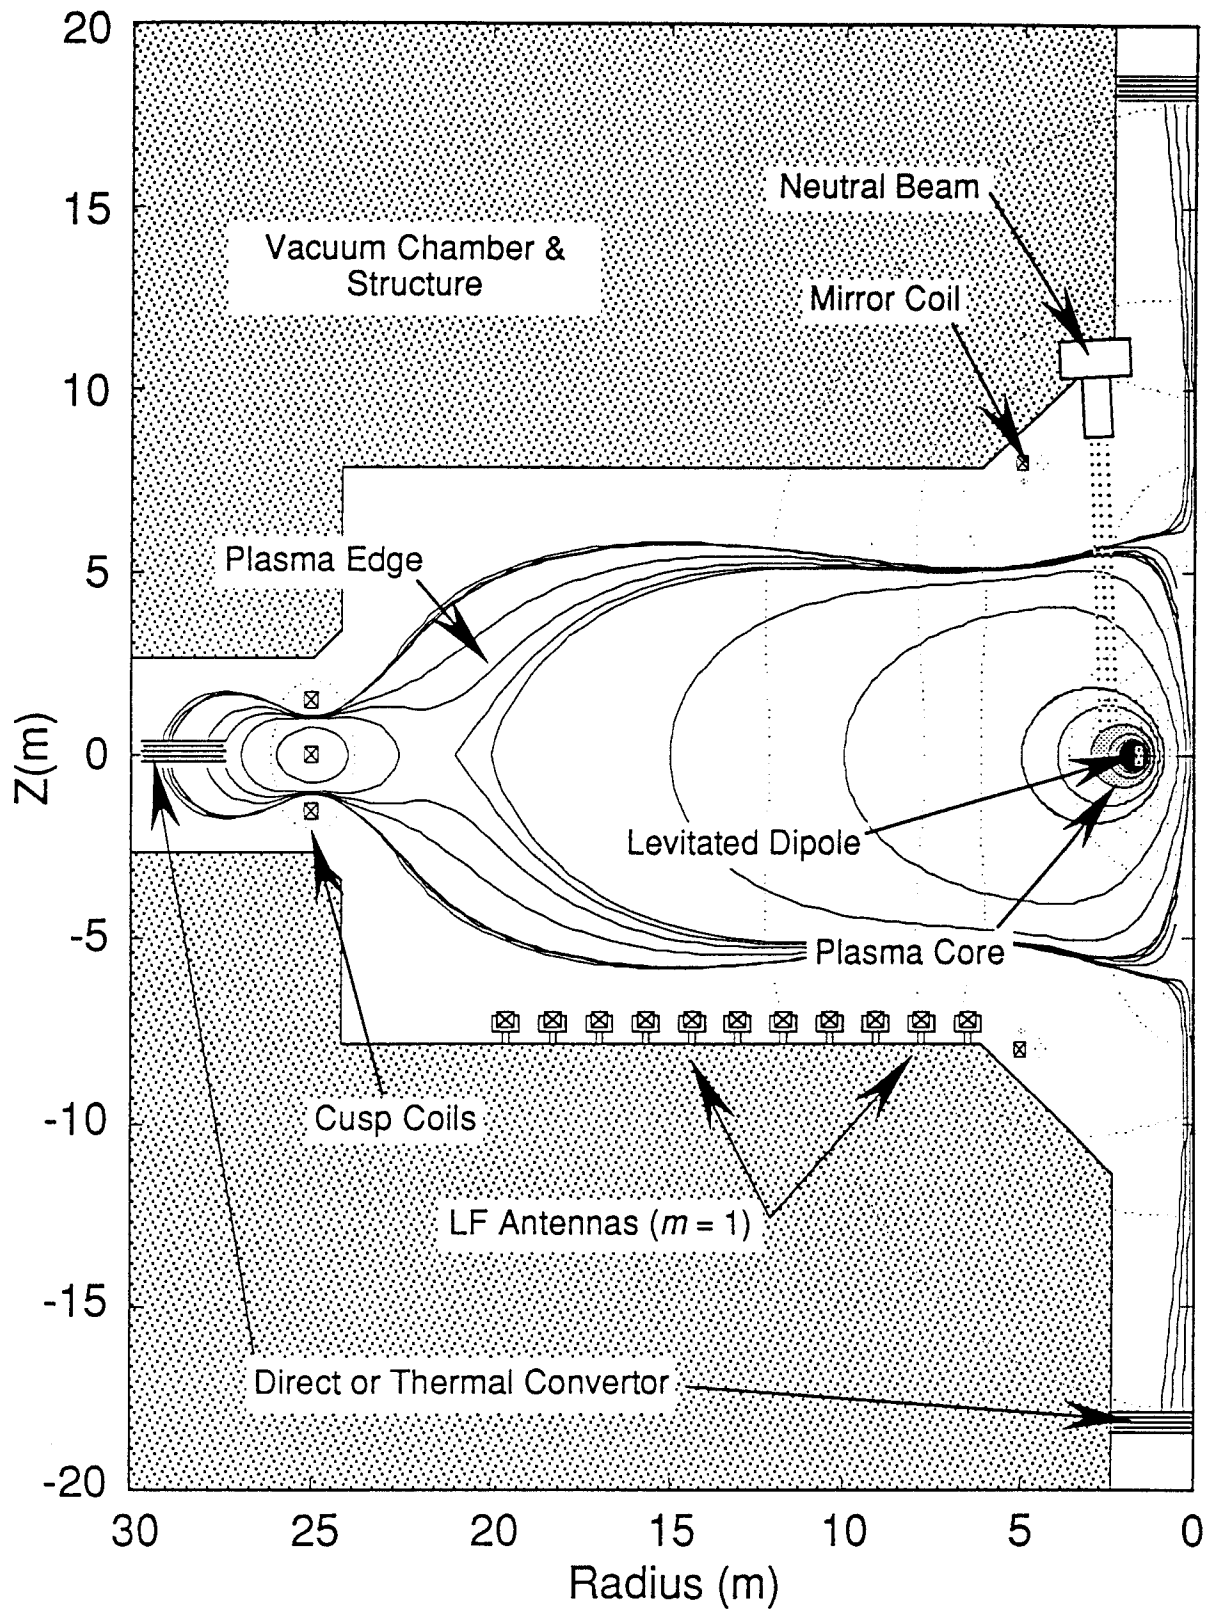 20
15
10
5
0
-5
-10
-15
-20
Z(m)
Neutral Beam
Vacuum Chamber &
Structure
Mirror Coil
Plasma Edge
Levitated Dipole
Plasma Core
Cusp Coils
LF Antennas (m = 1)
Direct or Thermal Convertor
30 25 20 15 10 5 0
Radius (m)